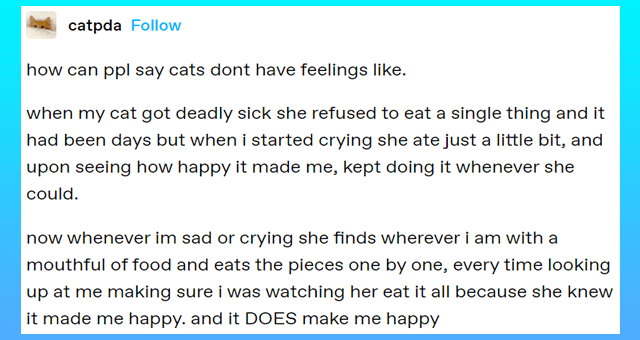 catpda Follow
how can ppl say cats dont have feelings like.
when my cat got deadly sick she refused to eat a single thing and it
had been days but when i started crying she ate just a little bit, and
upon seeing how happy it made me, kept doing it whenever she
could.
now whenever im sad or crying she finds wherever i am with a
mouthful of food and eats the pieces one by one, every time looking
up at me making sure i was watching her eat it all because she knew
it made me happy. and it DOES make me happy